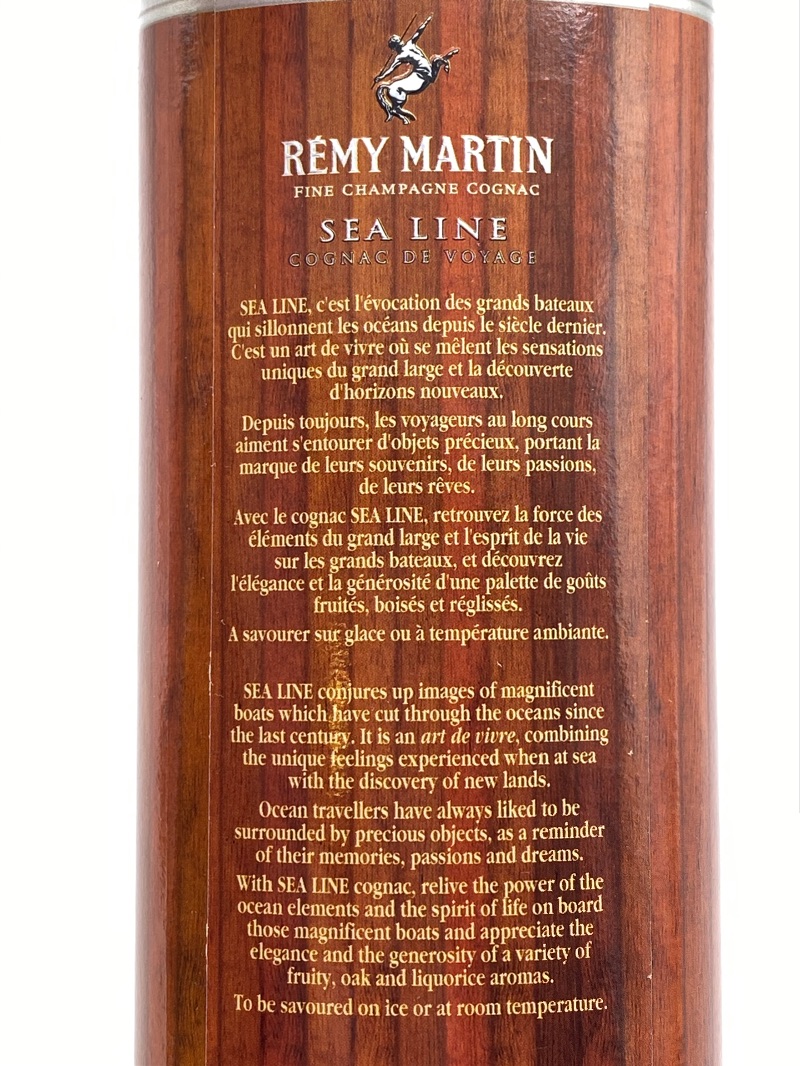 RÉMY MARTIN
FINE CHAMPAGNE COGNAC
SEA LINE
COGNAC DE VOYAGE
SEA LINE, c'est l'évocation des grands bateaux
qui sillonnent les océans depuis le siècle dernier.
C'est un art de vivre où se mêlent les sensations
uniques du grand large et la découverte
d'horizons nouveaux.
Depuis toujours, les voyageurs au long cours
aiment s'entourer d'objets précieux, portant la
marque de leurs souvenirs, de leurs passions,
de leurs rêves.
Avec le cognac SEA LINE, retrouvez la force des
éléments du grand large et l'esprit de la vie
sur les grands bateaux, et découvrez
l'élégance et la générosité d'une palette de goûts
fruités, boisés et réglissés.
A savourer sur glace ou à température ambiante.
SEA LINE conjures up images of magnificent
boats which have cut through the oceans since
the last century. It is an art de vivre, combining
the unique feelings experienced when at sea
with the discovery of new lands.
Ocean travellers have always liked to be
surrounded by precious objects, as a reminder
of their memories, passions and dreams.
With SEA LINE cognac, relive the power of the
ocean elements and the spirit of life on board
those magnificent boats and appreciate the
elegance and the generosity of a variety of
fruity, oak and liquorice aromas.
To be savoured on ice or at room temperature.